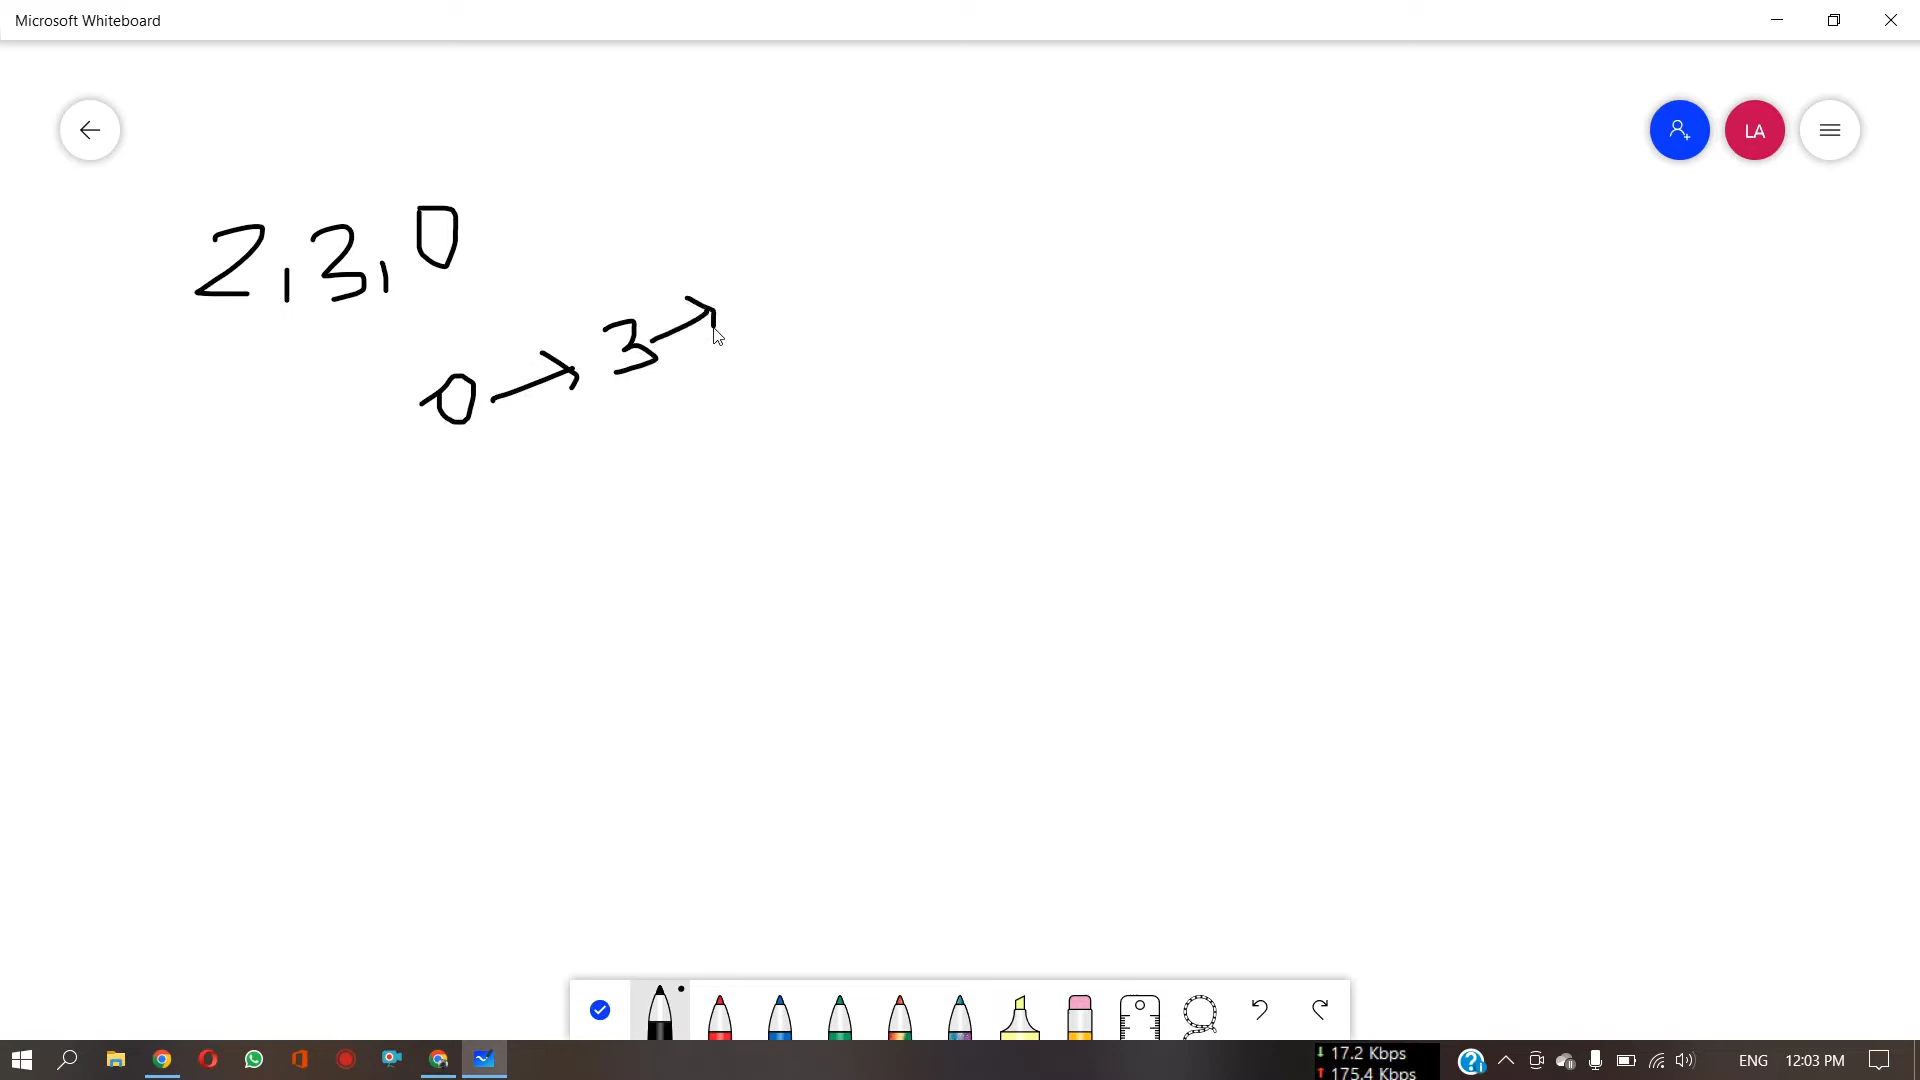 Microsoft Whiteboard
LA
2,3,0
0 → 3 →
↓ 17.2 Kbps
↑ 175.4 Kbps
ENG 12:03 PM